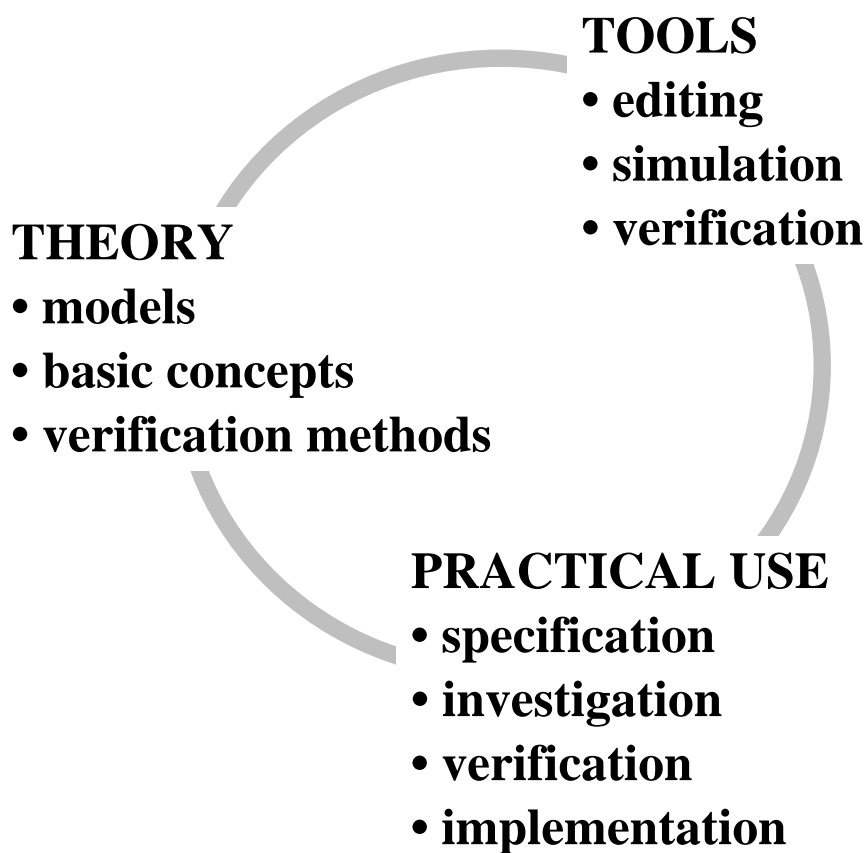 TOOLS
• editing
• simulation
• verification
THEORY
• models
• basic concepts
• verification methods
PRACTICAL USE
• specification
• investigation
• verification
• implementation